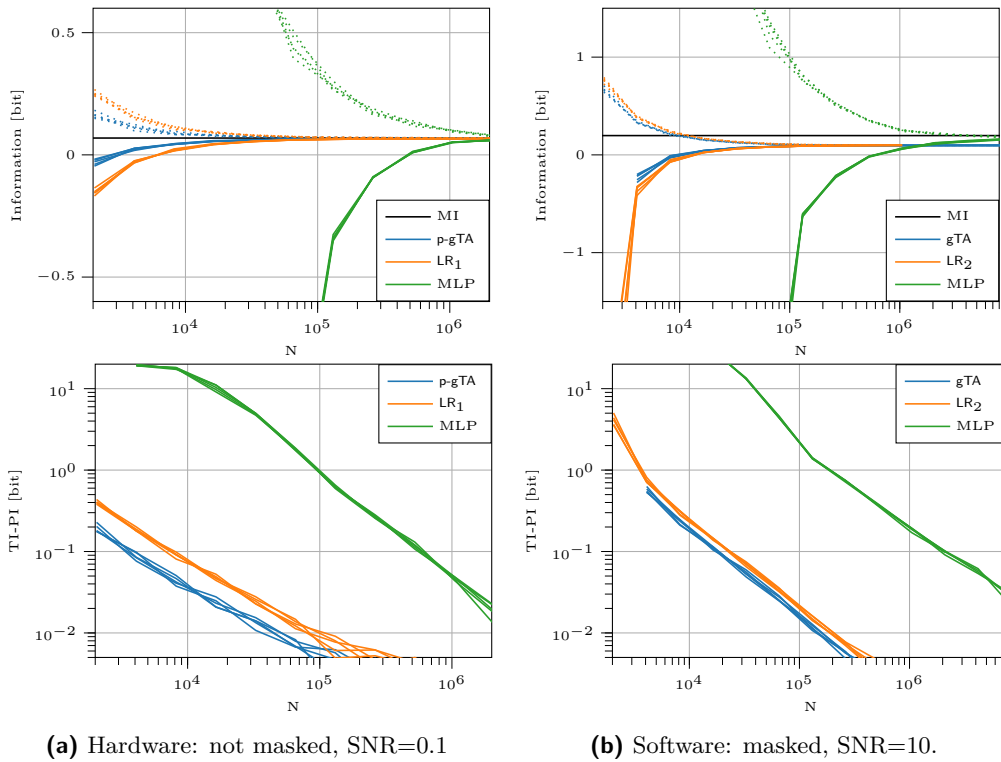 0.5
0
−0.5
Information [bit]
10^4
10^5
10^6
N
MI
p-gTA
LR_1
MLP
1
0
−1
Information [bit]
10^4
10^5
10^6
N
MI
gTA
LR_2
MLP
10^1
10^0
10^−1
10^−2
TI-PI [bit]
10^4
10^5
10^6
N
p-gTA
LR_1
MLP
10^1
10^0
10^−1
10^−2
TI-PI [bit]
10^4
10^5
10^6
N
gTA
LR_2
MLP
(a) Hardware: not masked, SNR=0.1
(b) Software: masked, SNR=10.